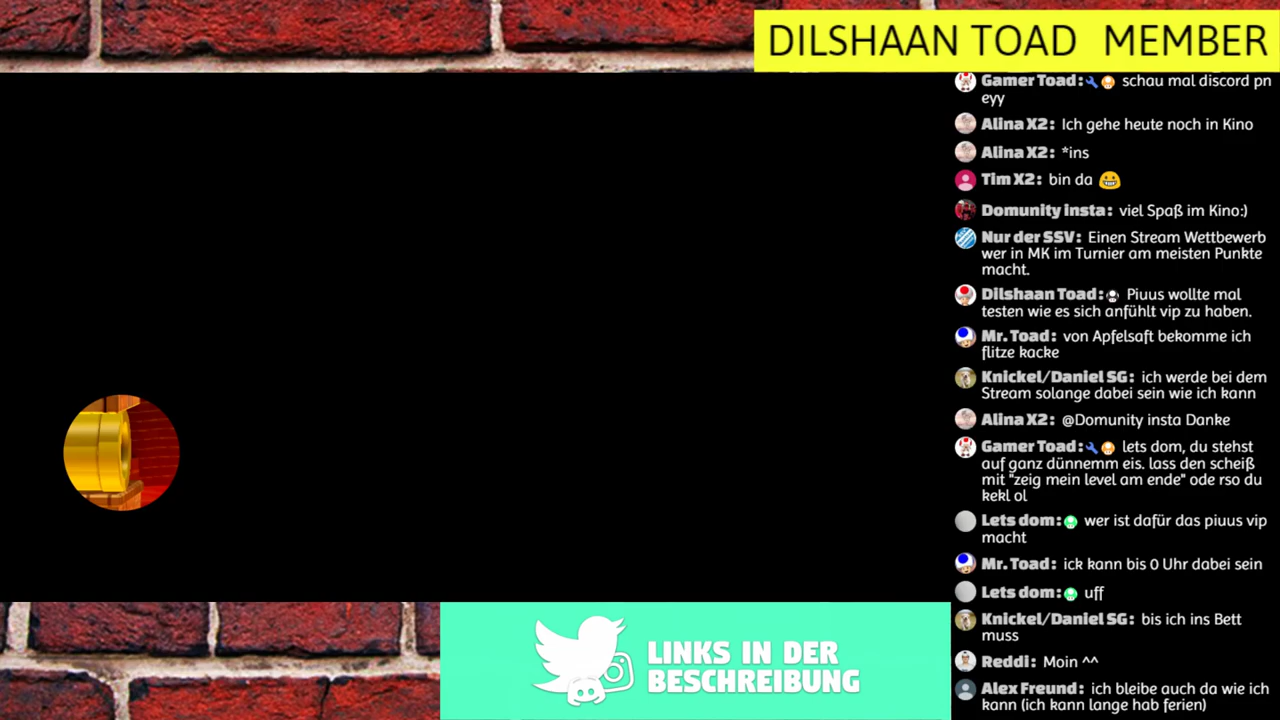 DILSHAAN TOAD MEMBER
Gamer Toad: schau mal discord pn
eyy
Alina X2: Ich gehe heute noch in Kino
Alina X2: *ins
Tim X2: bin da 😀
Domunity insta: viel Spaß im Kino:)
Nur der SSV: Einen Stream Wettbewerb
wer in MK im Turnier am meisten Punkte
macht.
Dilshaan Toad: Piuus wollte mal
testen wie es sich anfühlt vip zu haben.
Mr. Toad: von Apfelsaft bekomme ich
flitze kacke
Knickel/Daniel SG: ich werde bei dem
Stream solange dabei sein wie ich kann
Alina X2: @Domunity insta Danke
Gamer Toad: lets dom, du stehst
auf ganz dünnemm eis. lass den scheiß
mit "zeig mein level am ende" ode rso du
kekl ol
Lets dom: wer ist dafür das piuus vip
macht
Mr. Toad: ick kann bis 0 Uhr dabei sein
Lets dom: uff
Knickel/Daniel SG: bis ich ins Bett
muss
Reddi: Moin ^^
Alex Freund: ich bleibe auch da wie ich
kann (ich kann lange hab ferien)
LINKS IN DER
BESCHREIBUNG